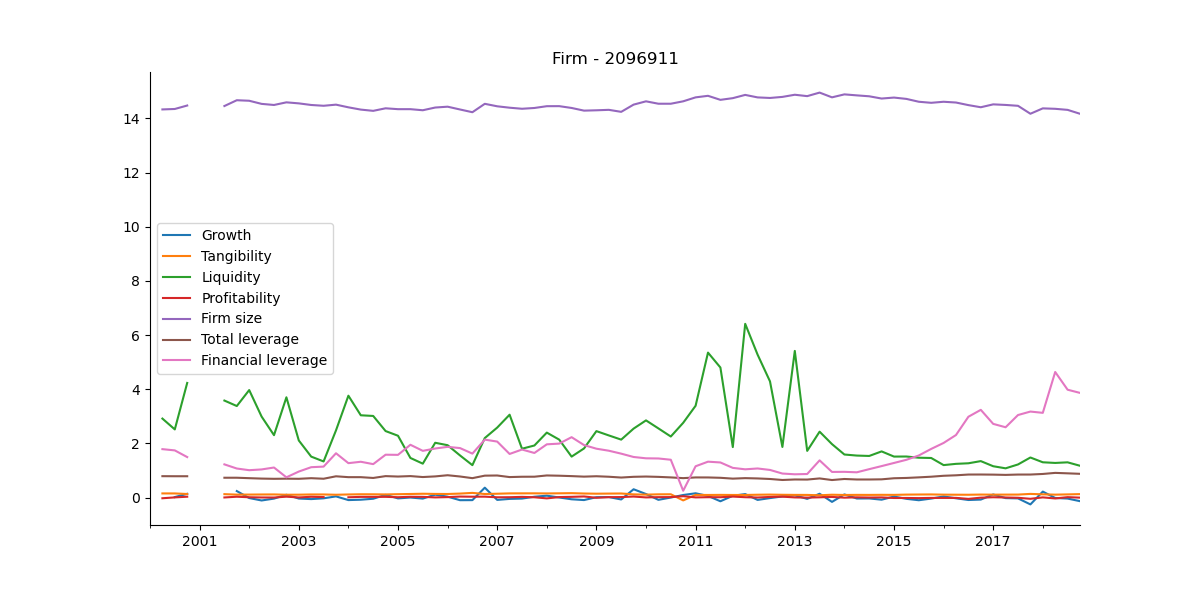 Firm - 2096911
14
12
10
8
6
4
2
0
Growth
Tangibility
Liquidity
Profitability
Firm size
Total leverage
Financial leverage
2001 2003 2005 2007 2009 2011 2013 2015 2017